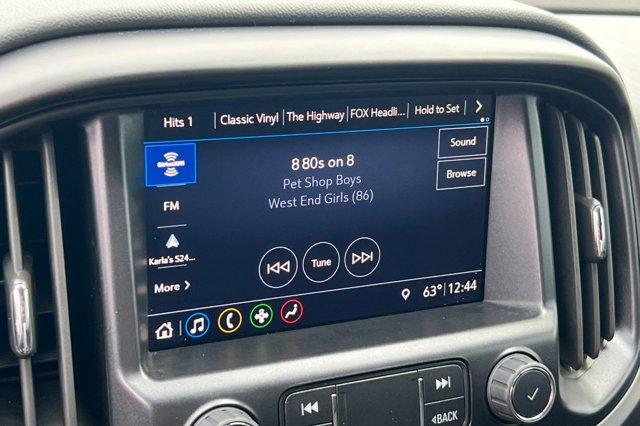 Hits 1
Classic Vinyl
The Highway
FOX Headli...
Hold to Set
SiriusXM
8 80s on 8
Sound
Pet Shop Boys
Browse
West End Girls (86)
FM
Karla's S24...
Tune
More
63° 12:44
BACK